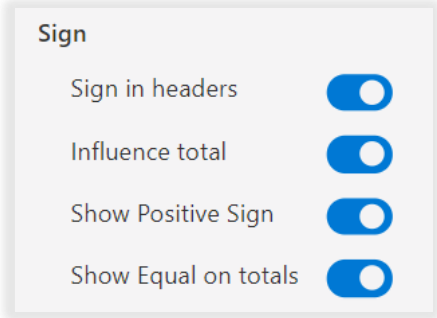 Sign
Sign in headers
Influence total
Show Positive Sign
Show Equal on totals